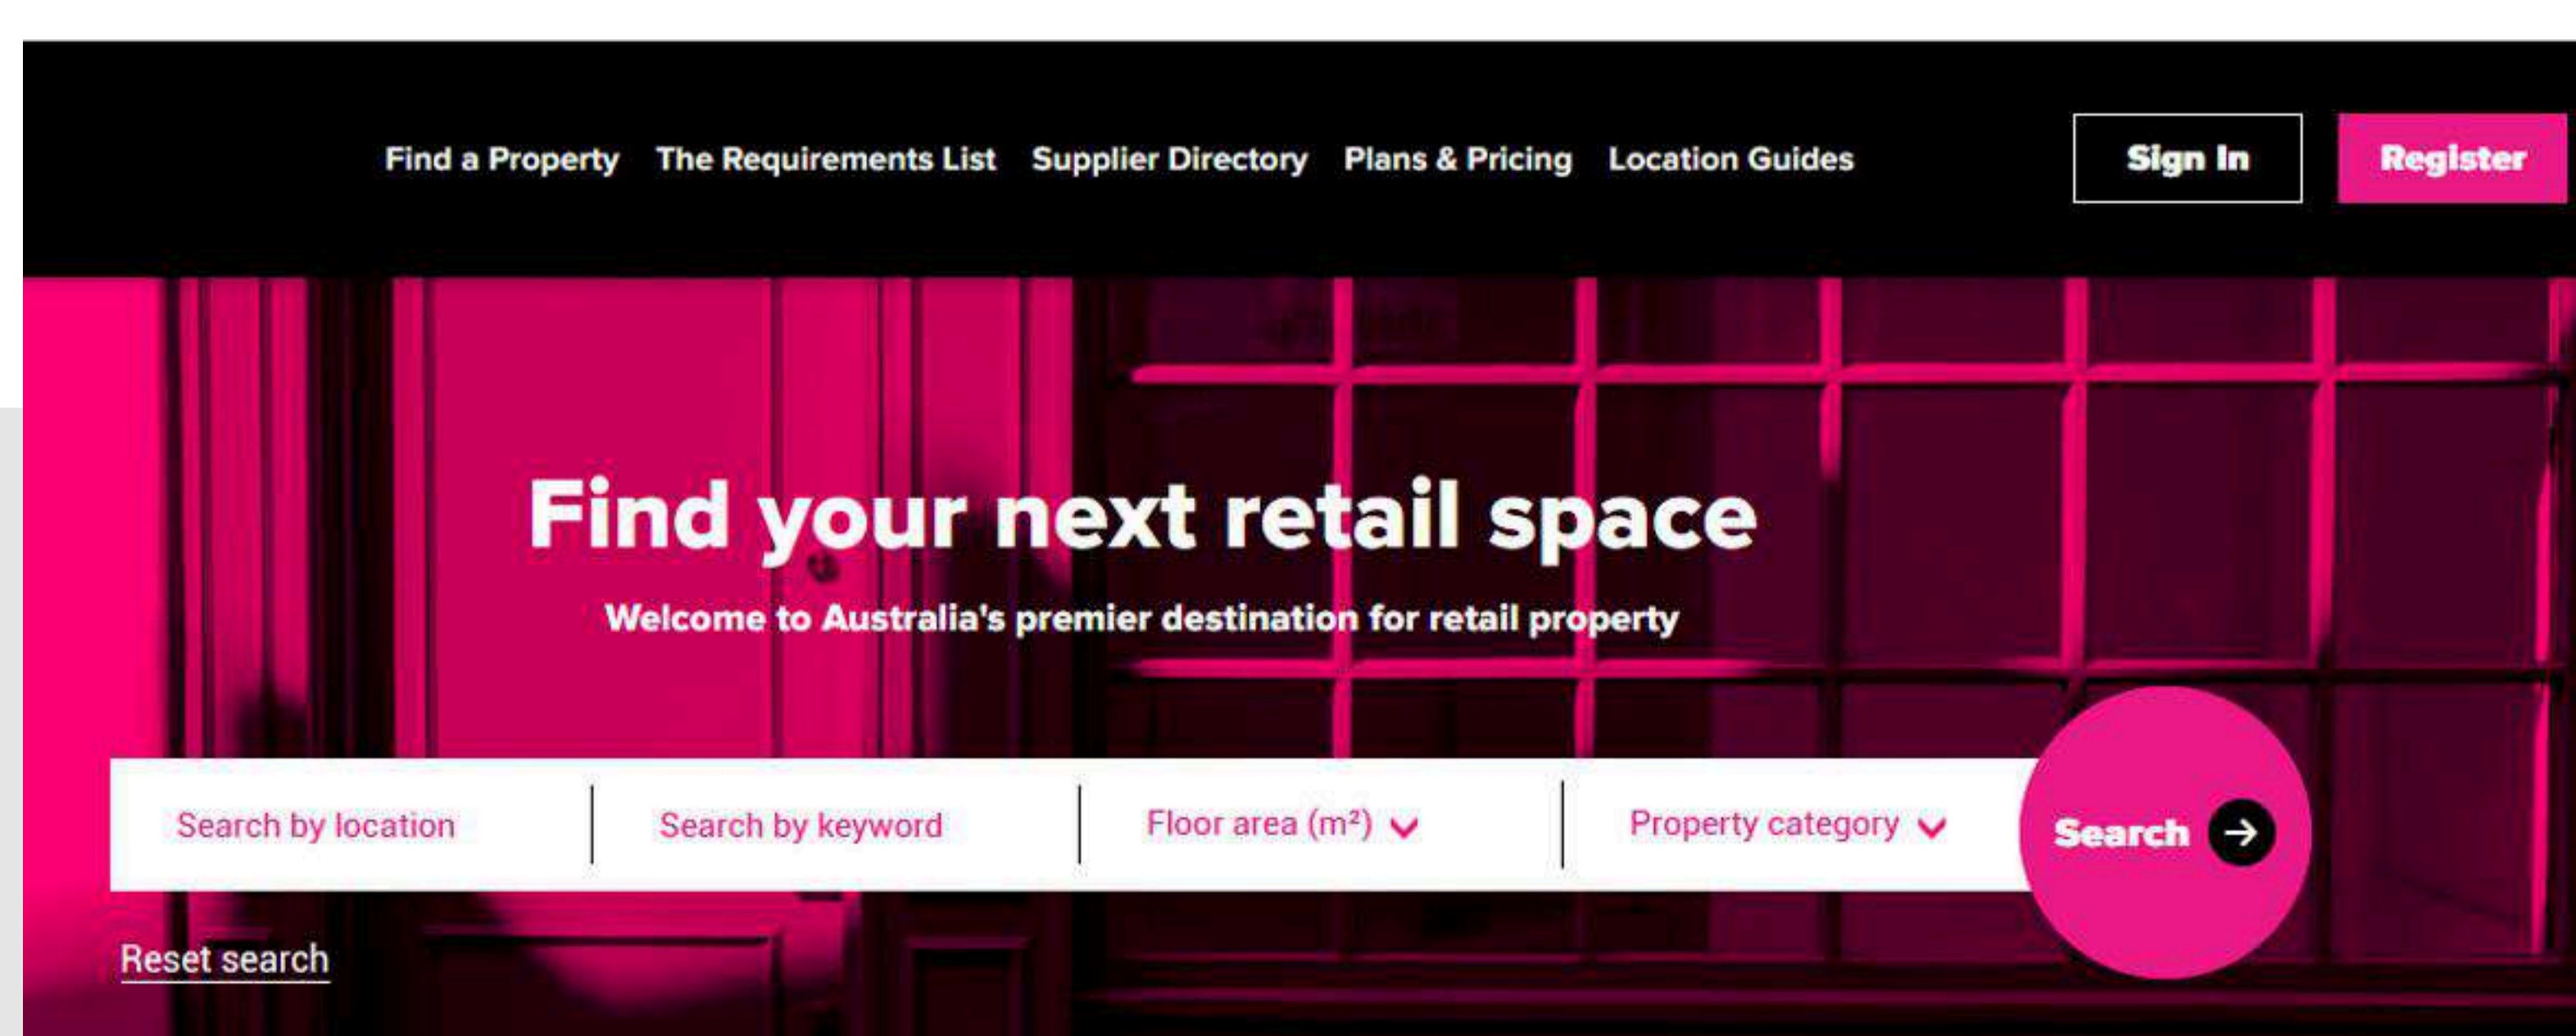 Find a Property The Requirements List Supplier Directory Plans & Pricing Location Guides Sign In Register
Find your next retail space
Welcome to Australia's premier destination for retail property
Search by location Search by keyword Floor area (m²) Property category Search
Reset search